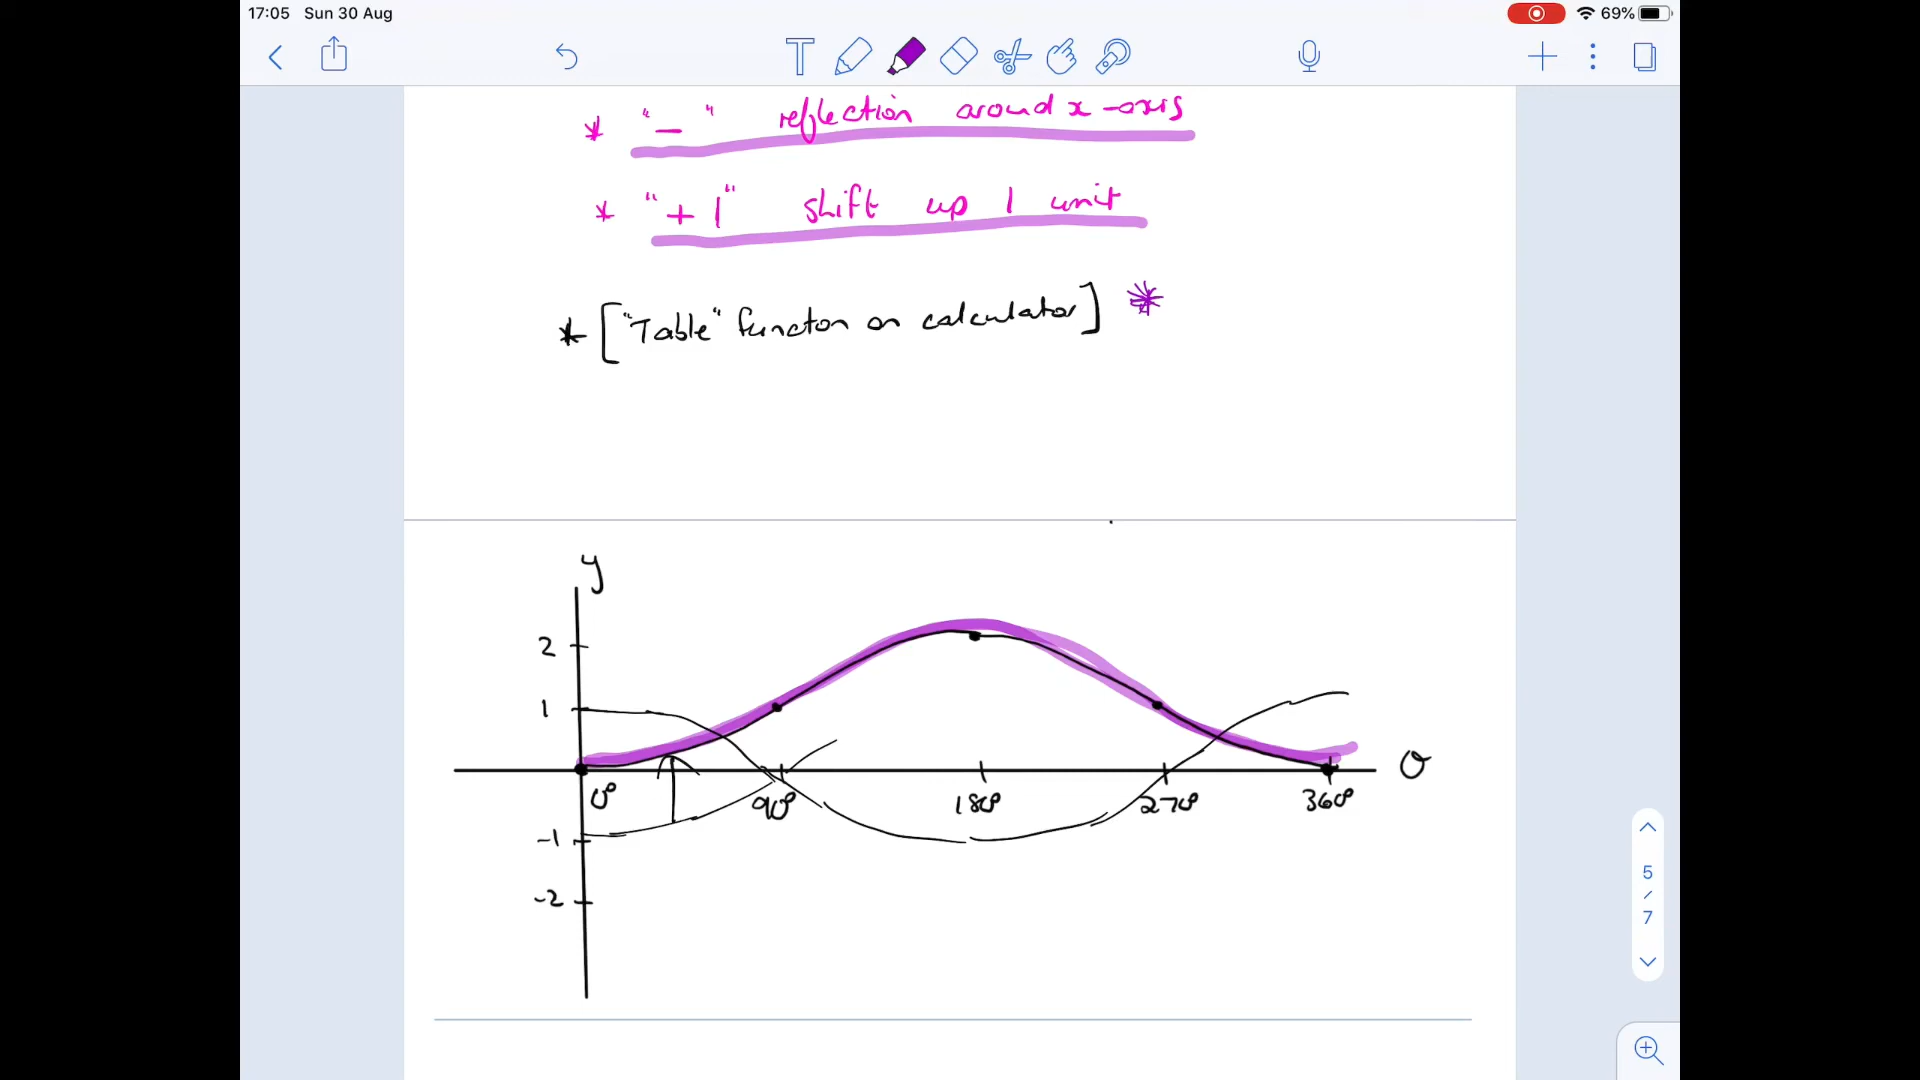 17:05 Sun 30 Aug 69%
T
* "–" reflection around x-axis
* "+1" shift up 1 unit
* ["Table" functon on calculator] *
y
2
1
0° 90° 180° 270° 360° θ
-1
-2
5
/
7